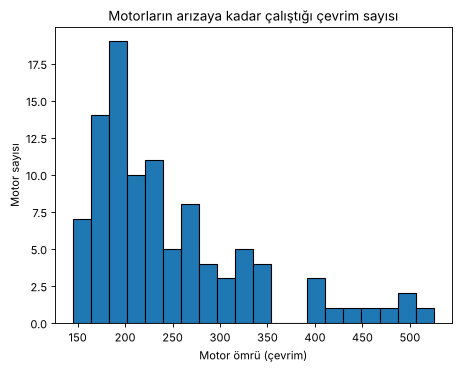 Motorların arızaya kadar çalıştığı çevrim sayısı
Motor sayısı
17.5
15.0
12.5
10.0
7.5
5.0
2.5
0.0
150 200 250 300 350 400 450 500
Motor ömrü (çevrim)